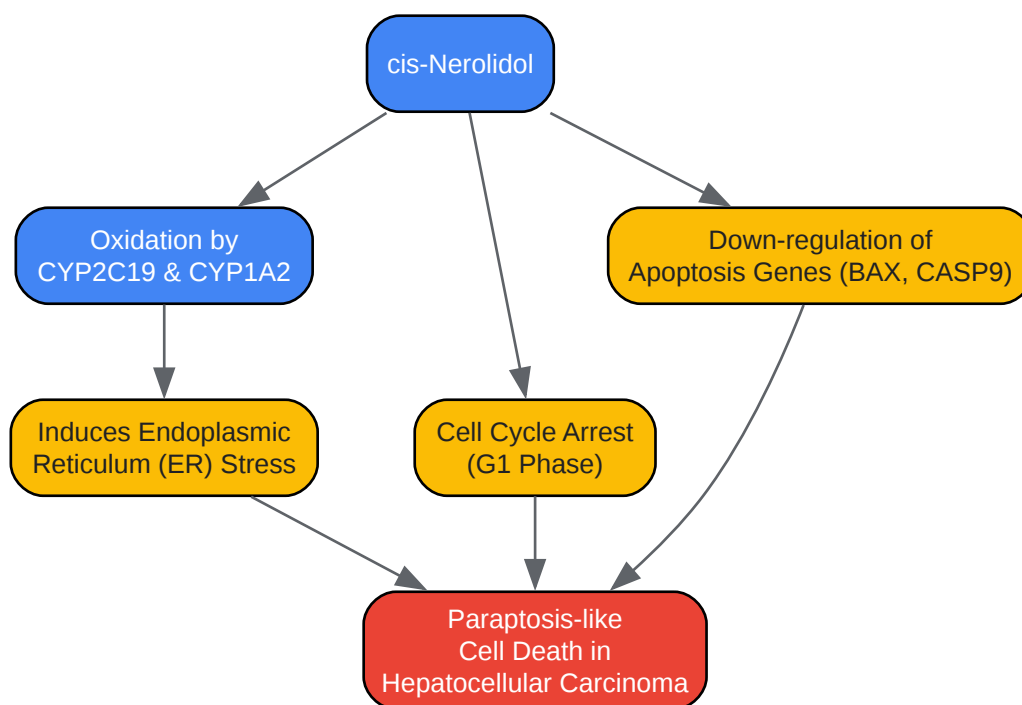 cis-Nerolidol
Oxidation by
CYP2C19 & CYP1A2
Down-regulation of
Apoptosis Genes (BAX, CASP9)
Induces Endoplasmic
Reticulum (ER) Stress
Cell Cycle Arrest
(G1 Phase)
Paraptosis-like
Cell Death in
Hepatocellular Carcinoma